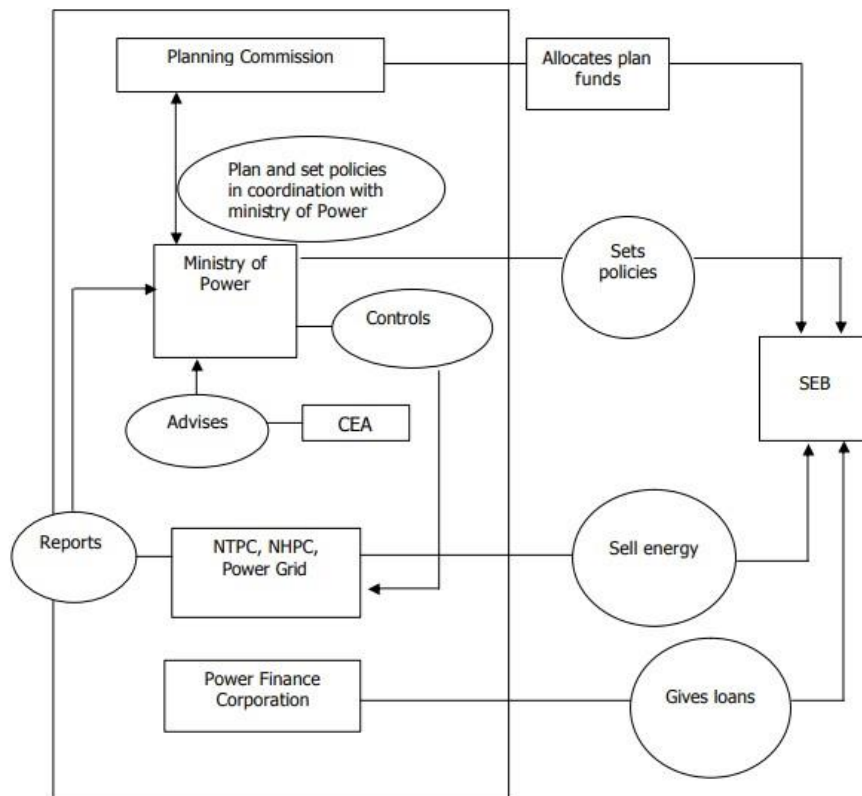 Planning Commission
Allocates plan
funds
Plan and set policies
in coordination with
ministry of Power
Ministry of
Power
Sets
policies
Controls
SEB
Advises
CEA
Reports
NTPC, NHPC,
Power Grid
Sell energy
Power Finance
Corporation
Gives loans